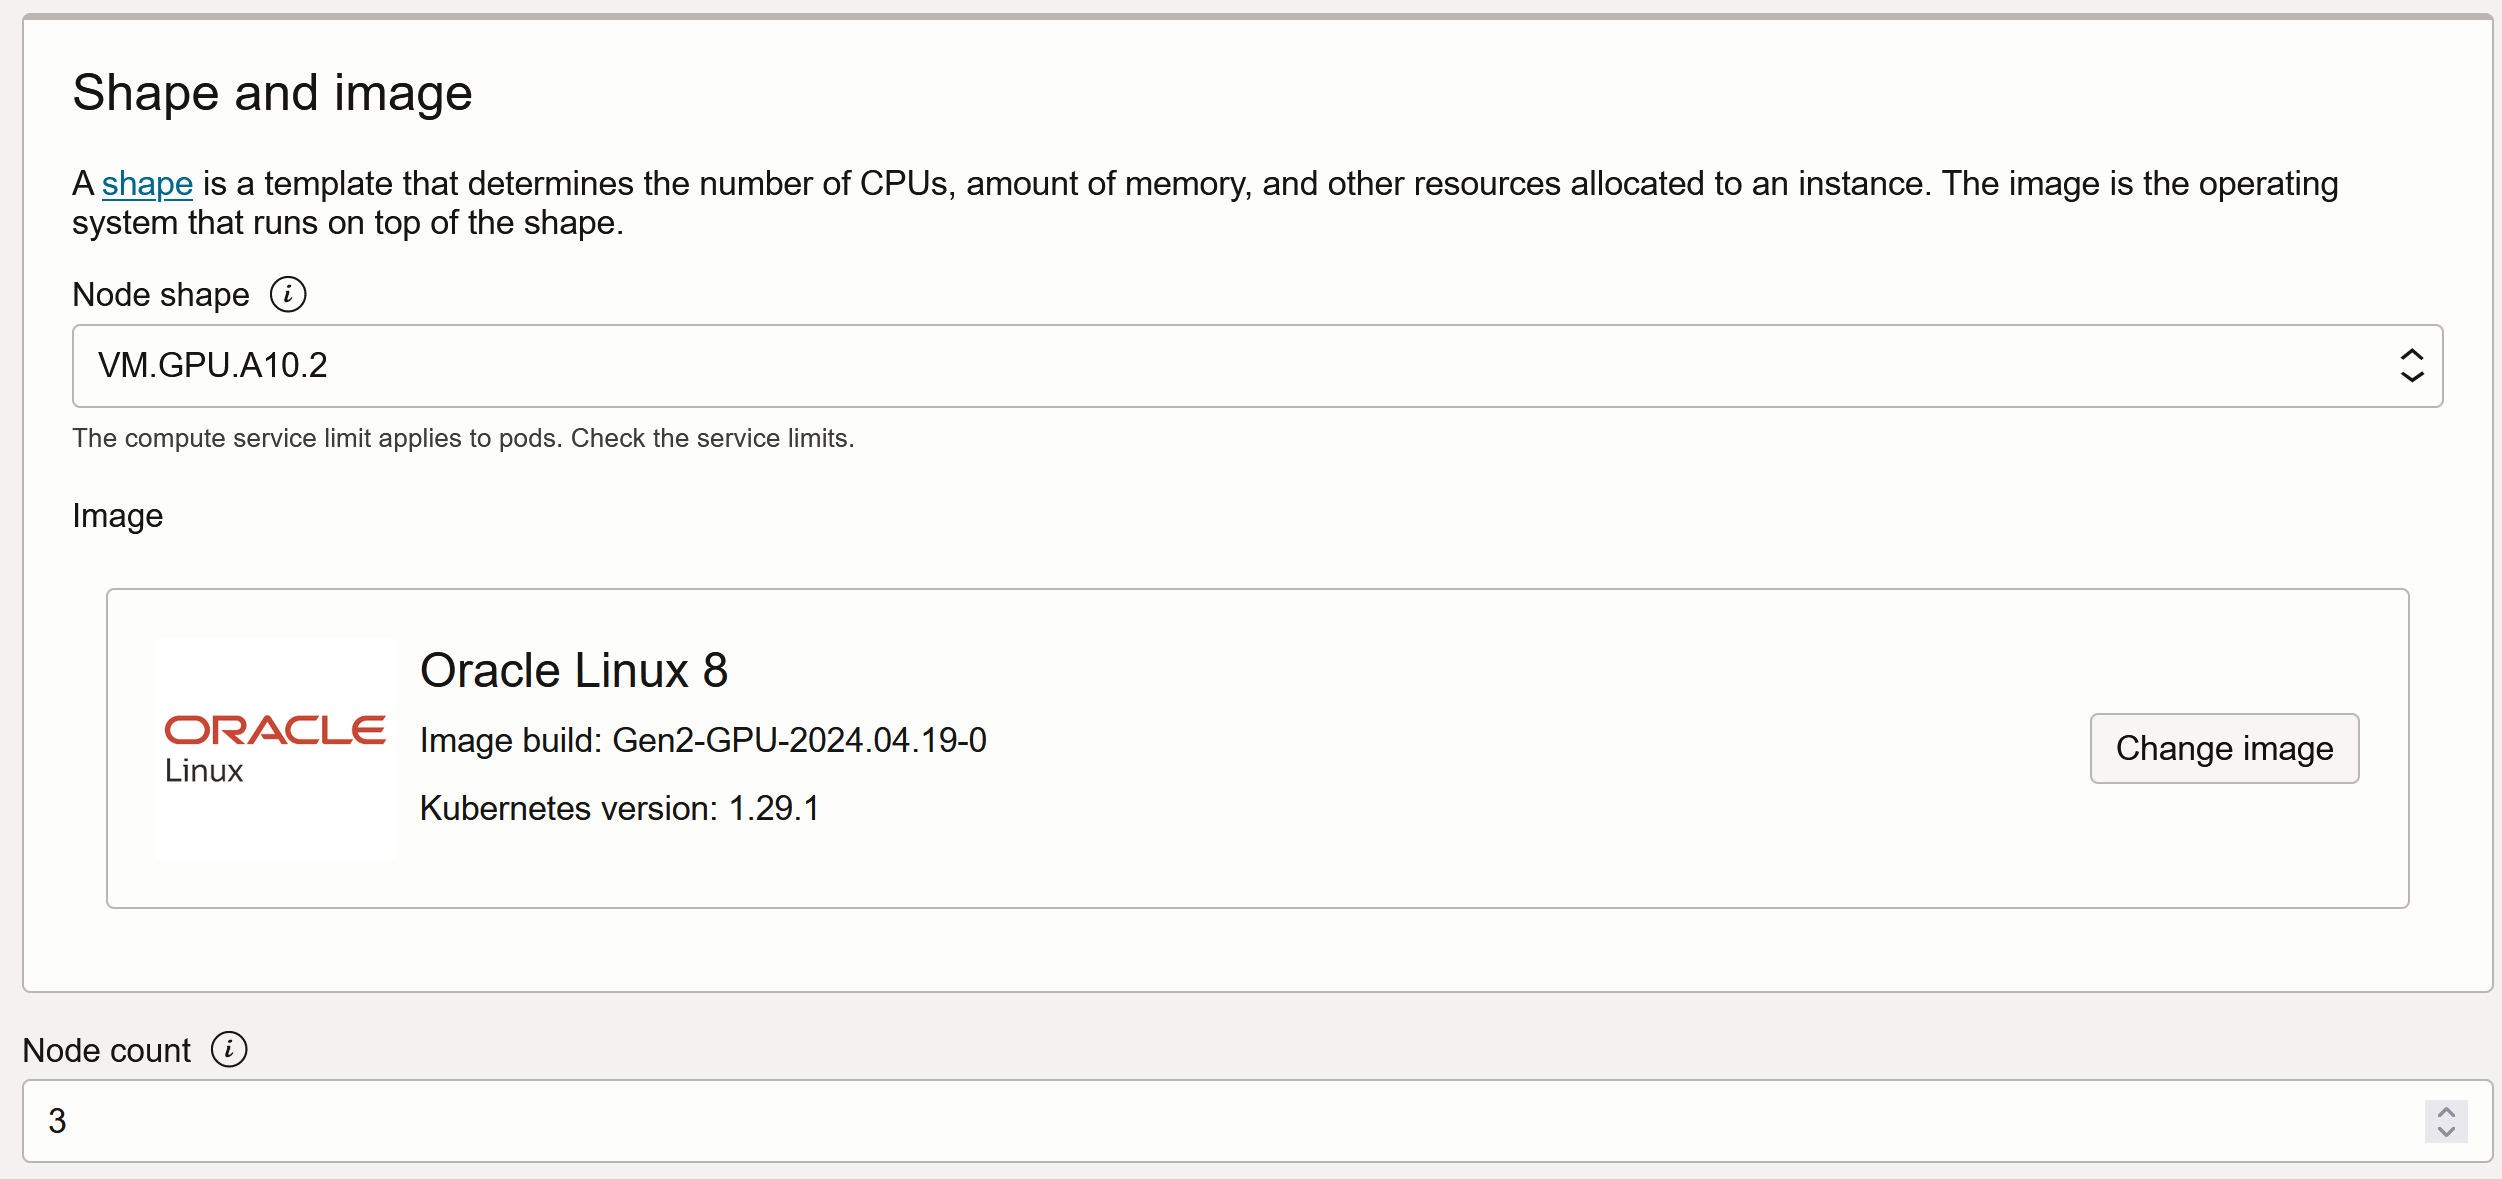 Shape and image
A shape is a template that determines the number of CPUs, amount of memory, and other resources allocated to an instance. The image is the operating
system that runs on top of the shape.
Node shape i
VM.GPU.A10.2
The compute service limit applies to pods. Check the service limits.
Image
ORACLE
Linux
Oracle Linux 8
Image build: Gen2-GPU-2024.04.19-0
Kubernetes version: 1.29.1
Change image
Node count i
3